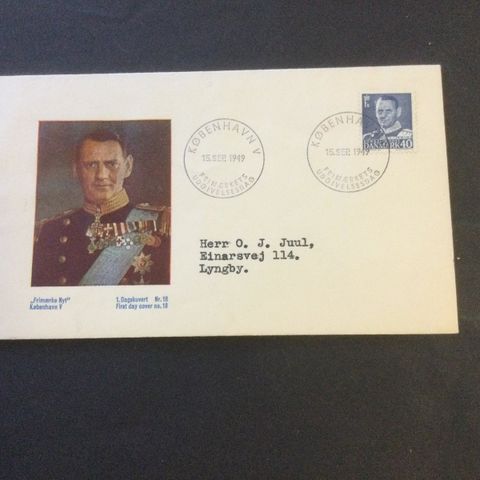 KØBENHAVN V
15.SEP. 1949
FRIMÆRKETS
UDGIVELSESDAG
KØBENHAVN V
15.SEP. 1949
FRIMÆRKETS
UDGIVELSESDAG
40
Herr O. J. Juul,
Einarsvej 114.
Lyngby.
„Frimærke Nyt"
København V
1. Dagskuvert Nr. 18
First day cover no. 18